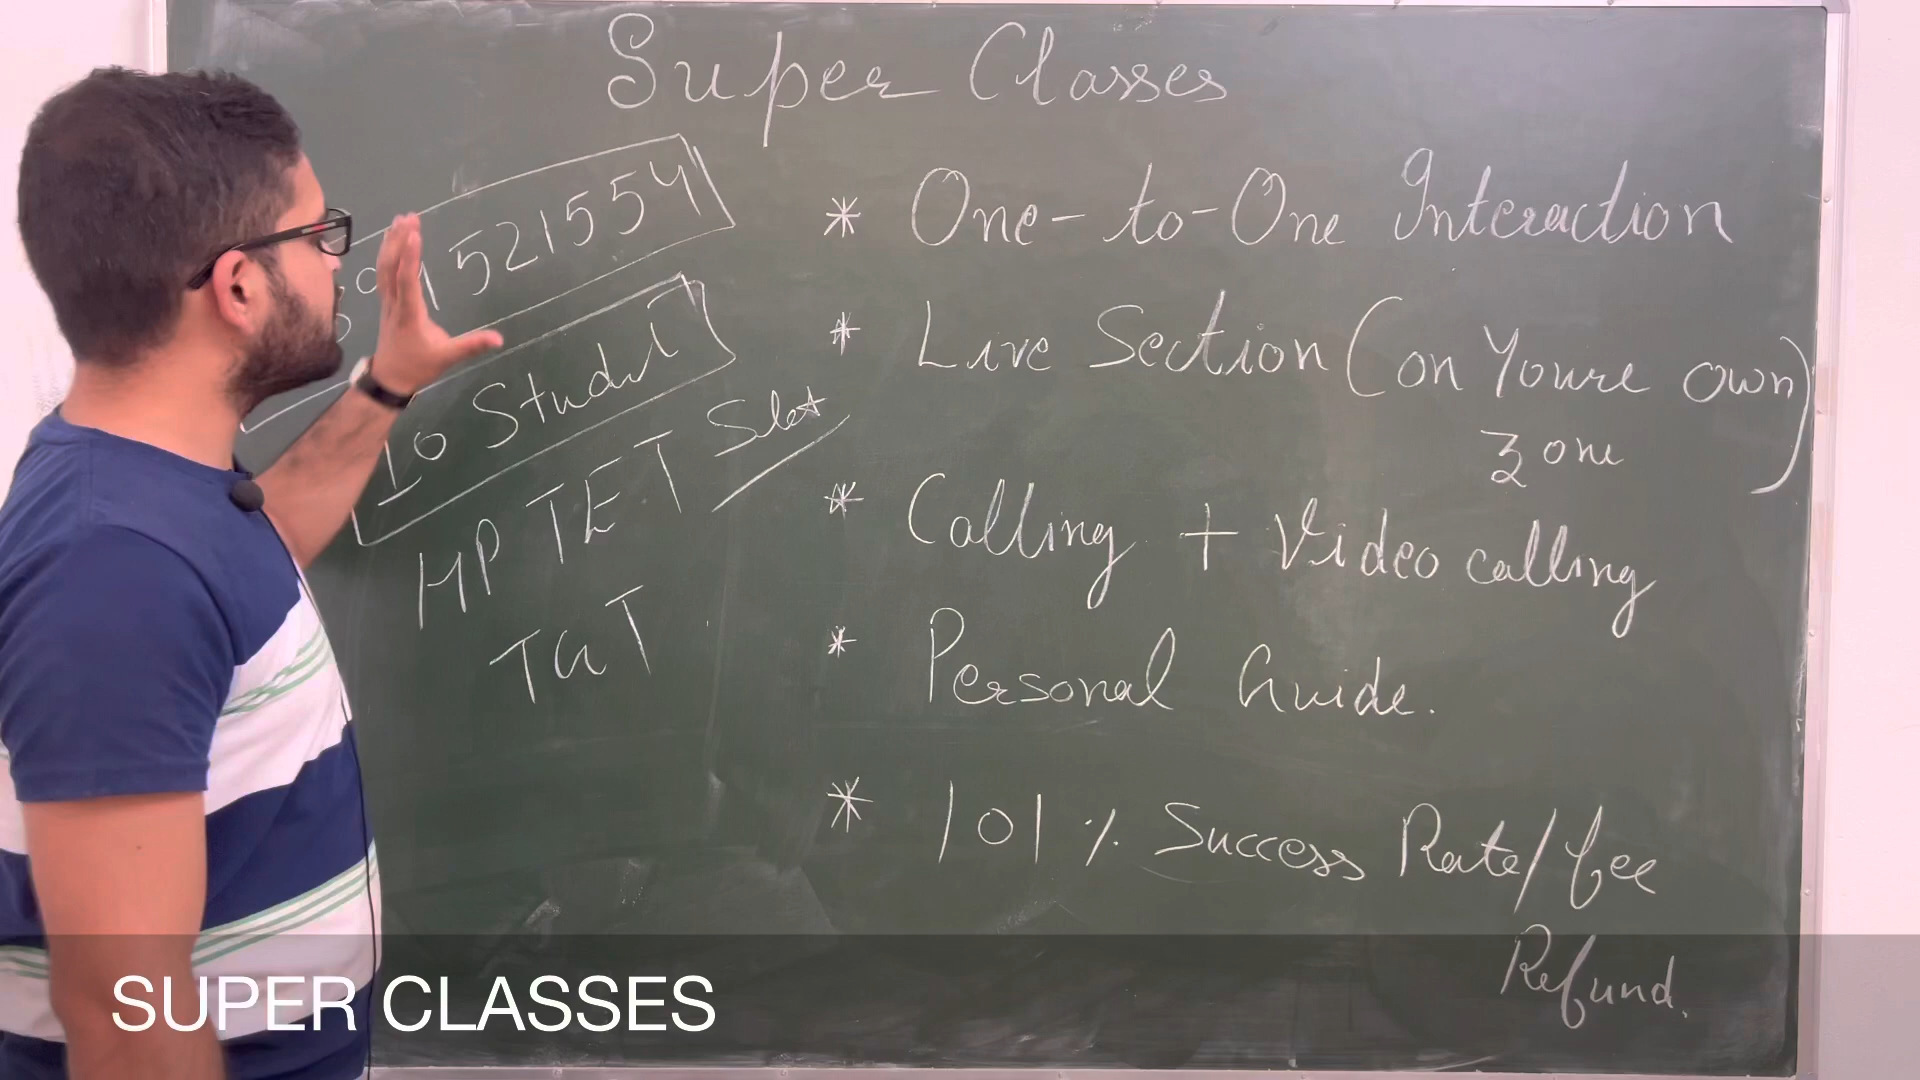 Super Classes
521554
10
HP TET Slot
TGT
* One-to-One Interaction
* Live Section (on Youre own)
Zone
* Calling + Video calling
* Personal Guide.
* 101 % Success Rate/fee
Refund.
SUPER CLASSES